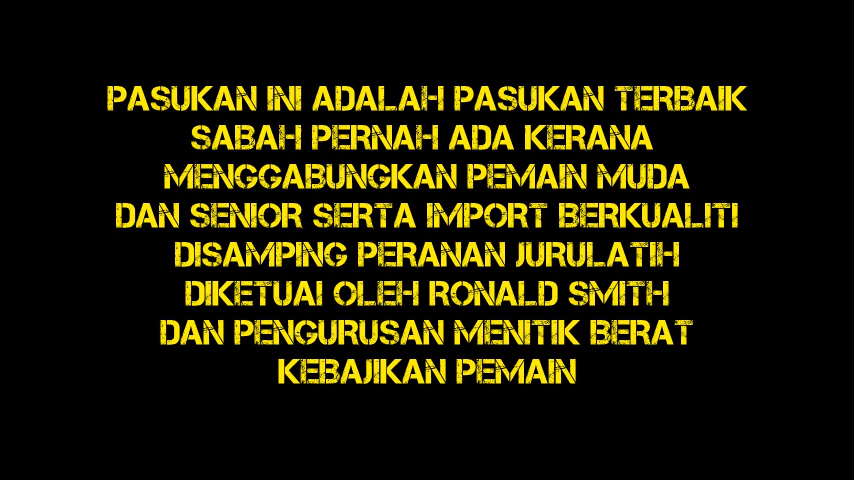 PASUKAN INI ADALAH PASUKAN TERBAIK
SABAH PERNAH ADA KERANA
MENGGABUNGKAN PEMAIN MUDA
DAN SENIOR SERTA IMPORT BERKUALITI
DISAMPING PERANAN JURULATIH
DIKETUAI OLEH RONALD SMITH
DAN PENGURUSAN MENITIK BERAT
KEBAJIKAN PEMAIN